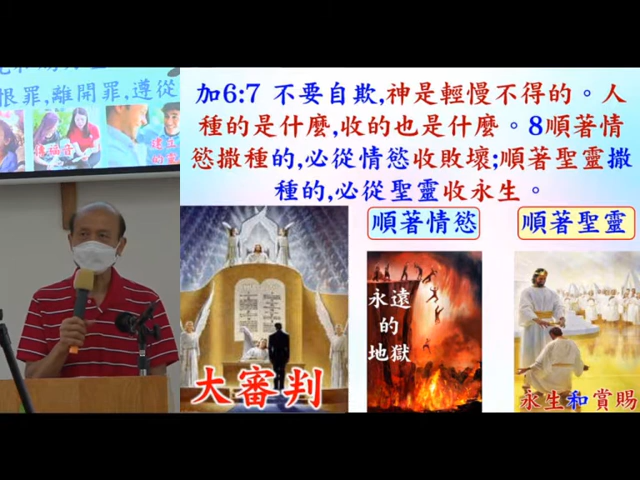 恨罪,離開罪,遵從
傳福音
加6:7 不要自欺,神是輕慢不得的。人
種的是什麼,收的也是什麼。8順著情
慾撒種的,必從情慾收敗壞;順著聖靈撒
種的,必從聖靈收永生。
順著情慾
順著聖靈
永遠
的
地獄
大審判
永生和賞賜